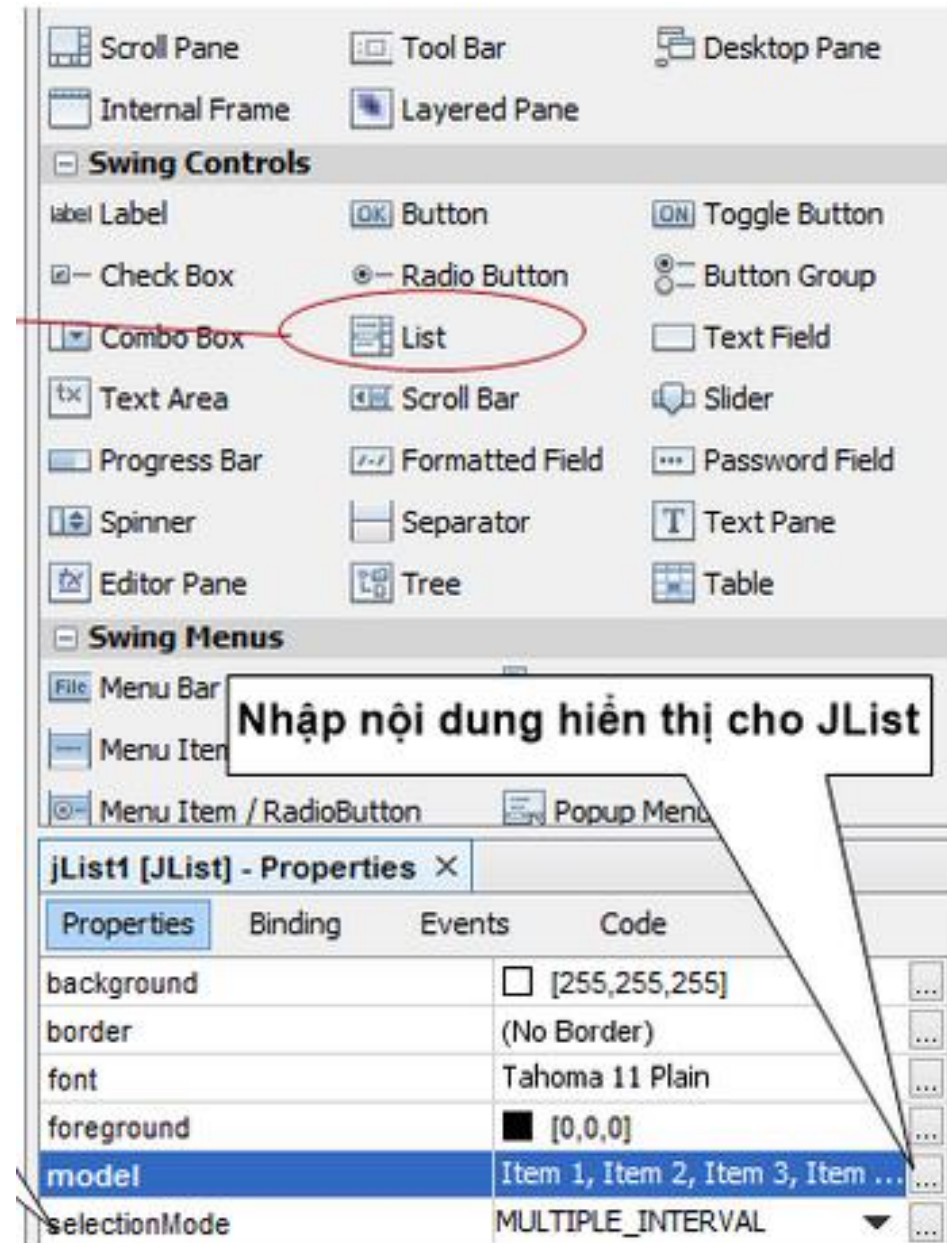 Scroll Pane Tool Bar Desktop Pane
Internal Frame Layered Pane
Swing Controls
label Label OK Button ON Toggle Button
Check Box Radio Button Button Group
Combo Box List Text Field
tx Text Area Scroll Bar Slider
Progress Bar Formatted Field Password Field
Spinner Separator T Text Pane
Editor Pane Tree Table
Swing Menus
File Menu Bar
Nhập nội dung hiển thị cho JList
Menu Item
Menu Item / RadioButton Popup Menu
jList1 [JList] - Properties ×
Properties Binding Events Code
background [255,255,255] ...
border (No Border) ...
font Tahoma 11 Plain ...
foreground [0,0,0] ...
model Item 1, Item 2, Item 3, Item ... ...
selectionMode MULTIPLE_INTERVAL ...